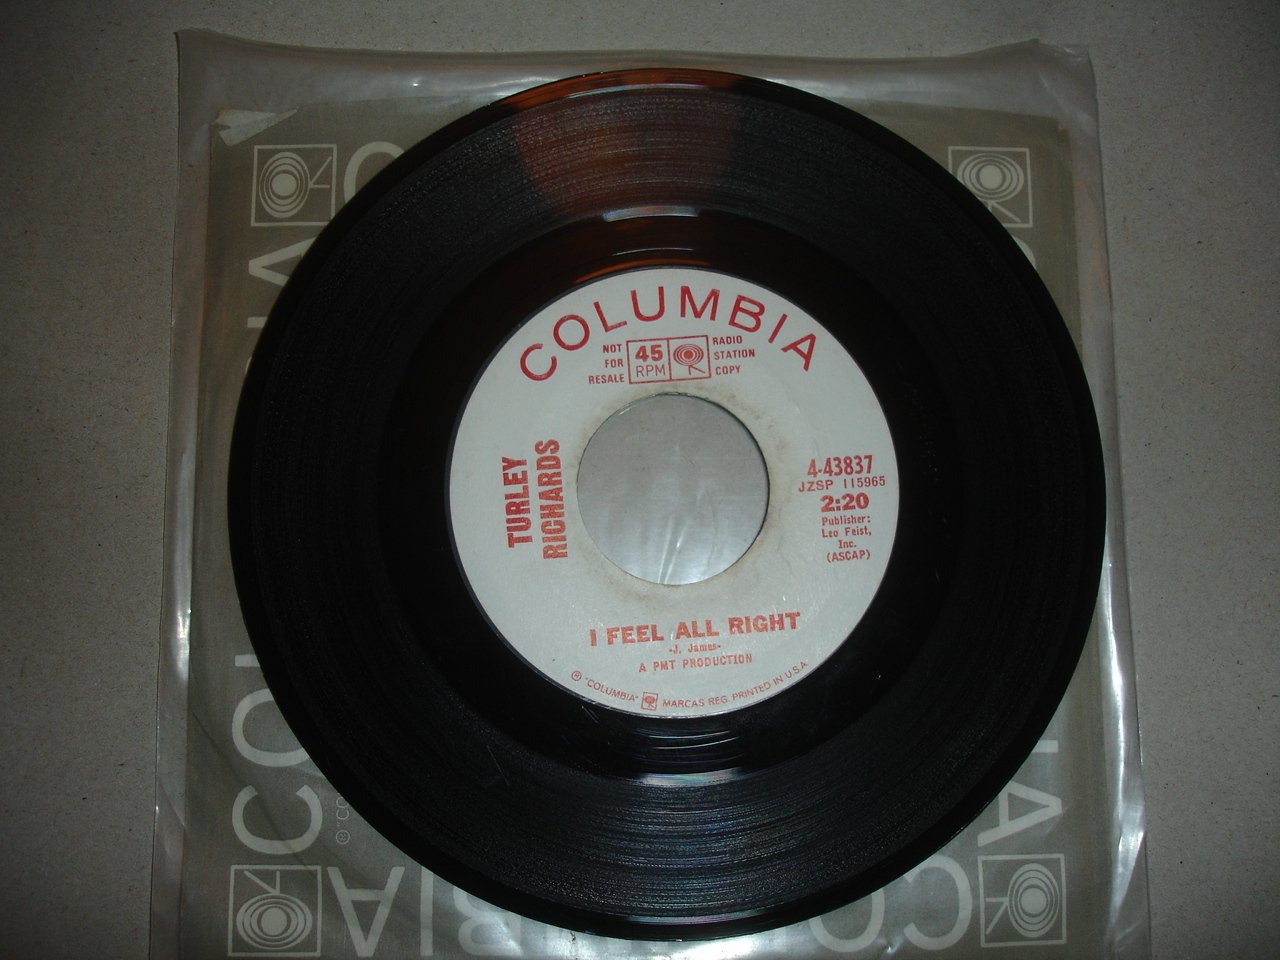 COLUMBIA
NOT
FOR
RESALE
45
RPM
RADIO
STATION
COPY
TURLEY
RICHARDS
4-43837
JZSP 115965
2:20
Publisher:
Leo Feist,
Inc.
(ASCAP)
I FEEL ALL RIGHT
-J. James-
A PMT PRODUCTION
® "COLUMBIA" MARCAS REG. PRINTED IN U.S.A.